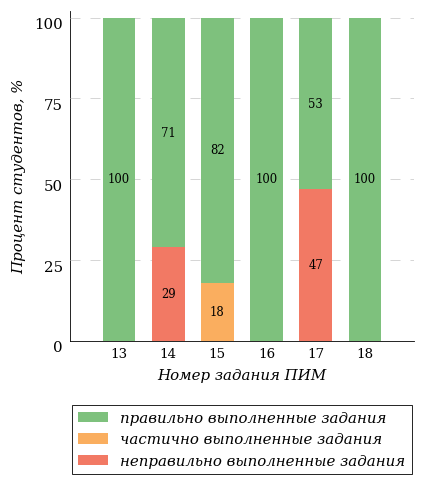 Процент студентов, %
100
75
50
25
0
100
71
29
82
18
100
53
47
100
13 14 15 16 17 18
Номер задания ПИМ
правильно выполненные задания
частично выполненные задания
неправильно выполненные задания